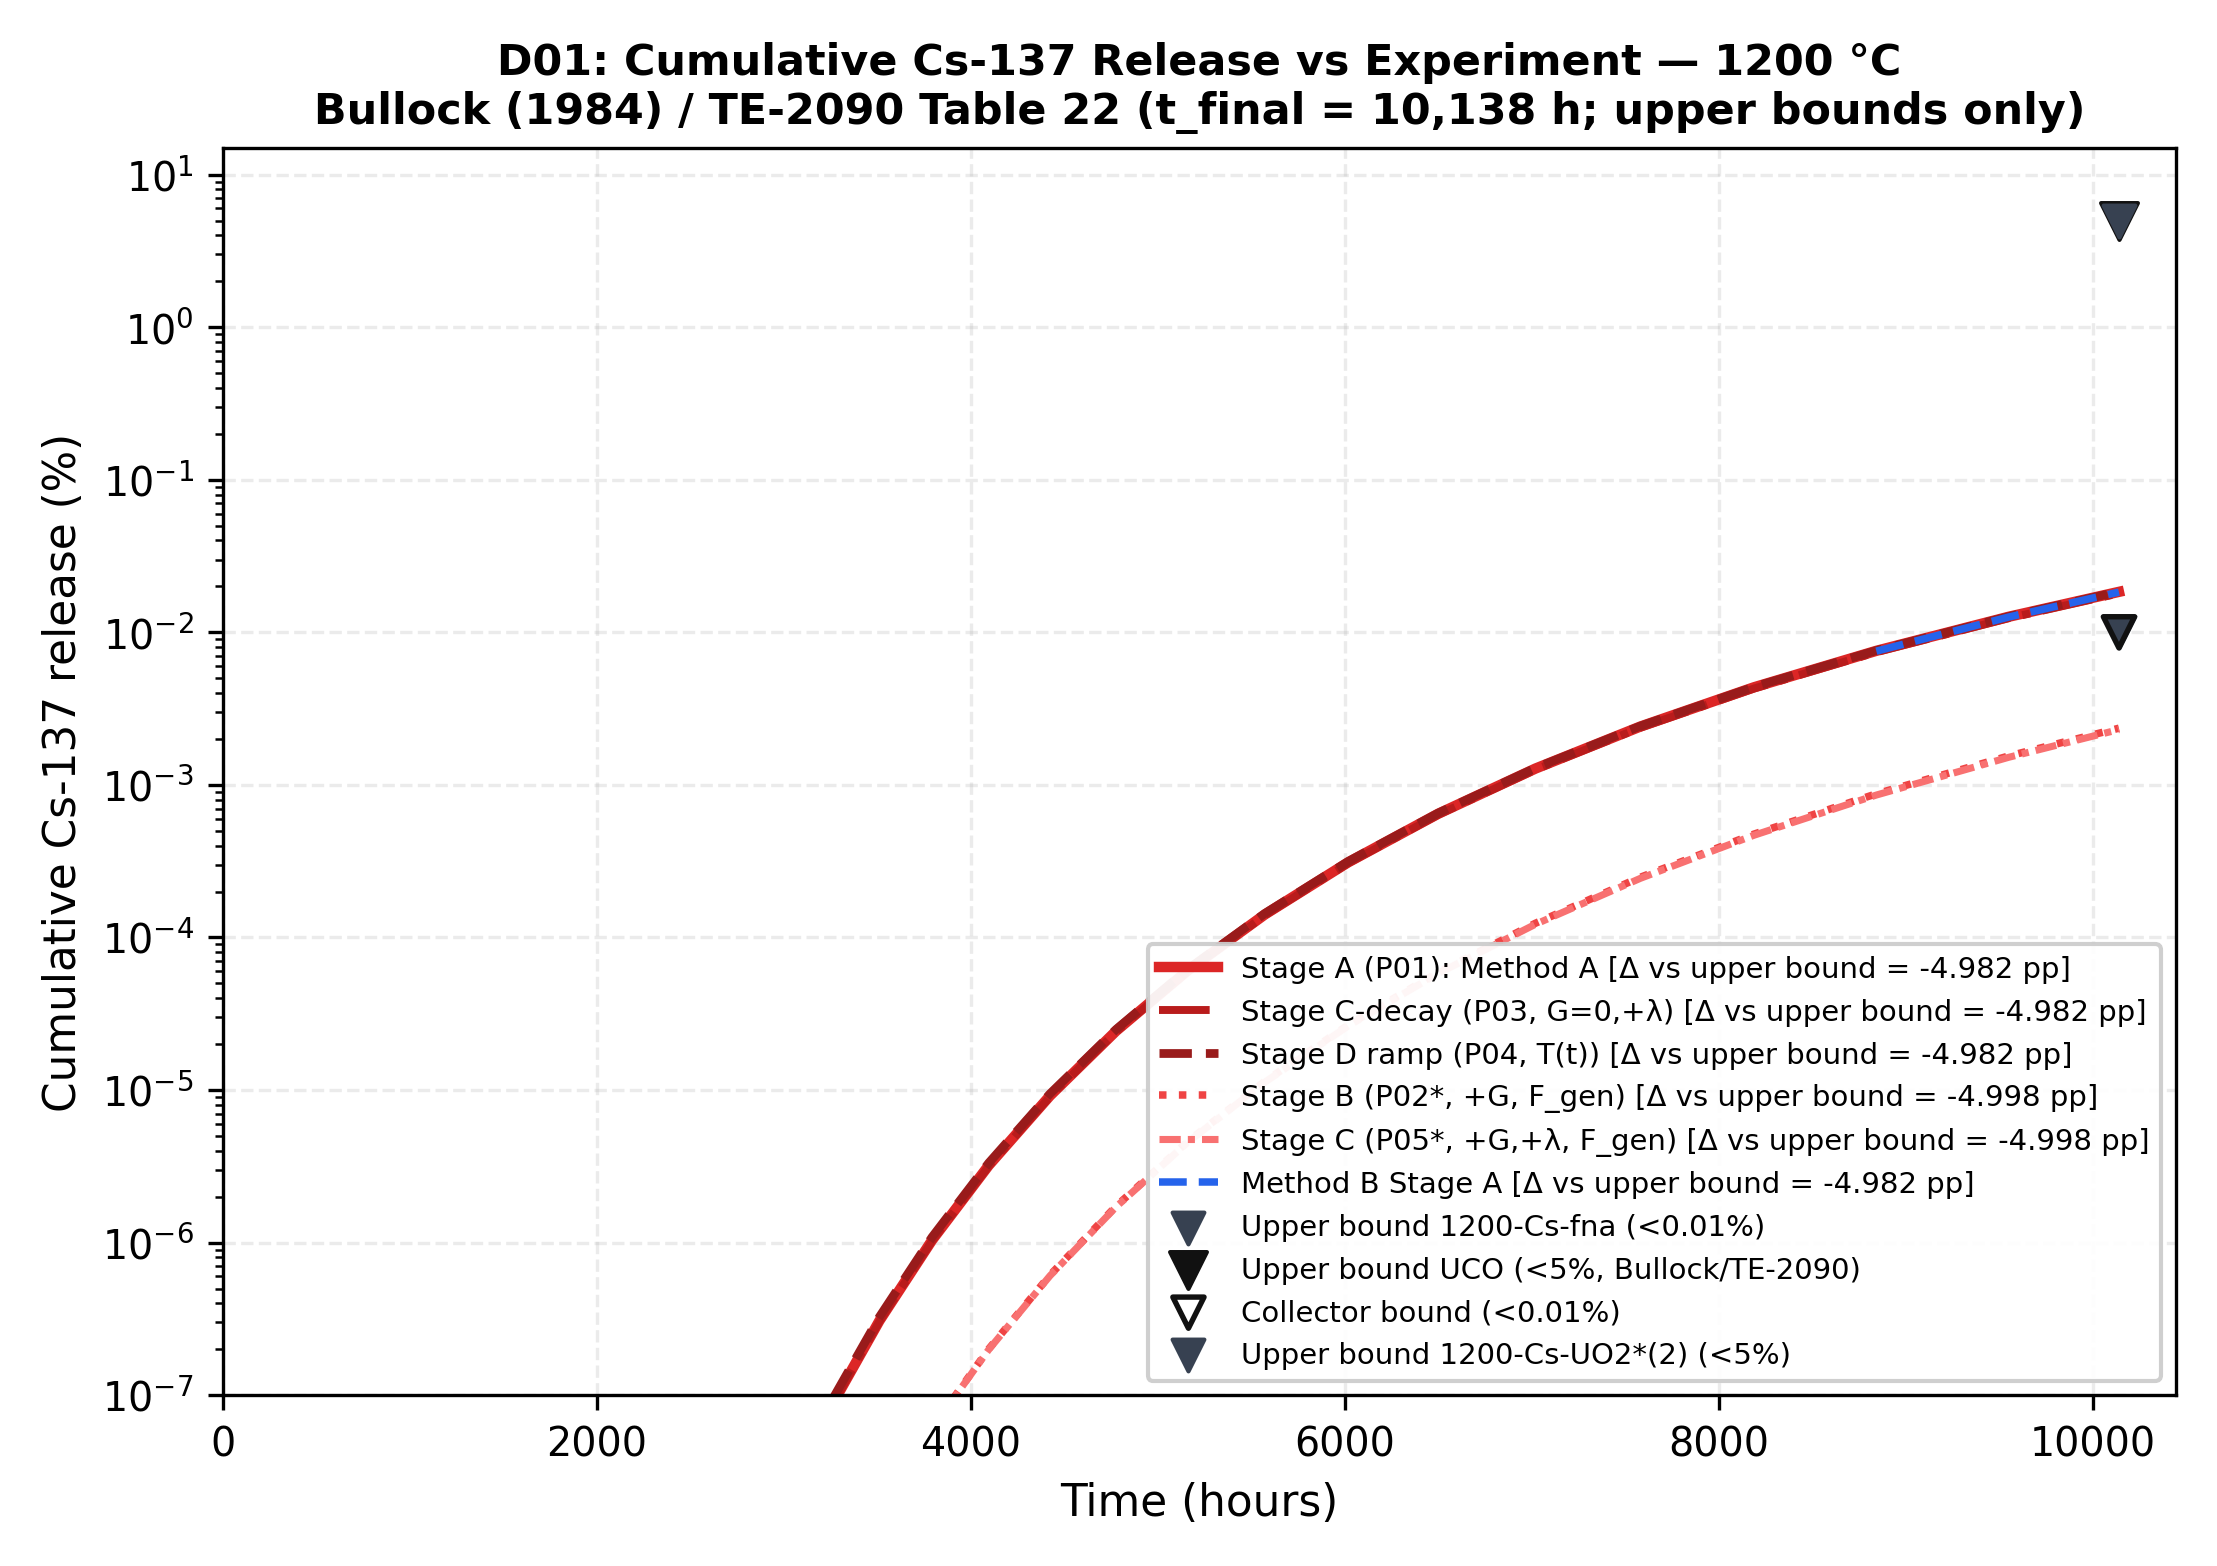 D01: Cumulative Cs-137 Release vs Experiment — 1200 °C
Bullock (1984) / TE-2090 Table 22 (t_final = 10,138 h; upper bounds only)
Cumulative Cs-137 release (%)
10¹
10⁰
10⁻¹
10⁻²
10⁻³
10⁻⁴
10⁻⁵
10⁻⁶
10⁻⁷
Stage A (P01): Method A [Δ vs upper bound = -4.982 pp]
Stage C-decay (P03, G=0,+λ) [Δ vs upper bound = -4.982 pp]
Stage D ramp (P04, T(t)) [Δ vs upper bound = -4.982 pp]
Stage B (P02*, +G, F_gen) [Δ vs upper bound = -4.998 pp]
Stage C (P05*, +G,+λ, F_gen) [Δ vs upper bound = -4.998 pp]
Method B Stage A [Δ vs upper bound = -4.982 pp]
Upper bound 1200-Cs-fna (<0.01%)
Upper bound UCO (<5%, Bullock/TE-2090)
Collector bound (<0.01%)
Upper bound 1200-Cs-UO2*(2) (<5%)
0 2000 4000 6000 8000 10000
Time (hours)